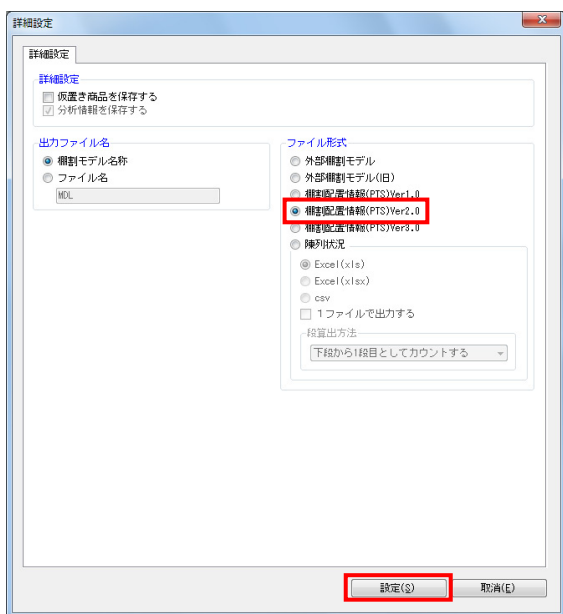 詳細設定
詳細設定
詳細設定
仮置き商品を保存する
分析情報を保存する
出力ファイル名
棚割モデル名称
ファイル名
MDL
ファイル形式
外部棚割モデル
外部棚割モデル(旧)
棚割配置情報(PTS)Ver1.0
棚割配置情報(PTS)Ver2.0
棚割配置情報(PTS)Ver3.0
陳列状況
Excel(xls)
Excel(xlsx)
csv
1ファイルで出力する
段算出方法
下段から1段目としてカウントする
設定(S)
取消(E)